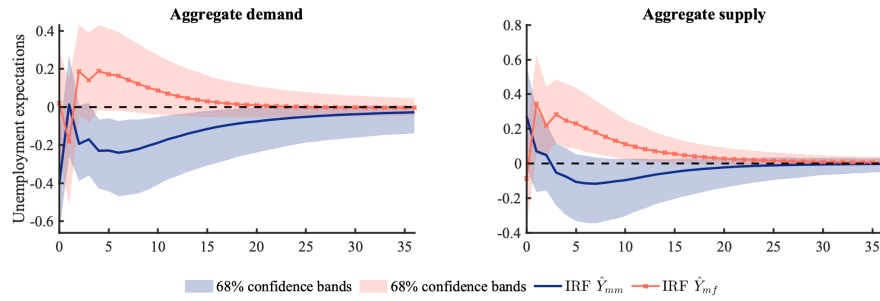 Aggregate demand
Unemployment expectations
0.4
0.2
0
-0.2
-0.4
-0.6
0 5 10 15 20 25 30 35
Aggregate supply
0.8
0.6
0.4
0.2
0
-0.2
-0.4
0 5 10 15 20 25 30 35
68% confidence bands 68% confidence bands IRF Ŷmm IRF Ŷmf